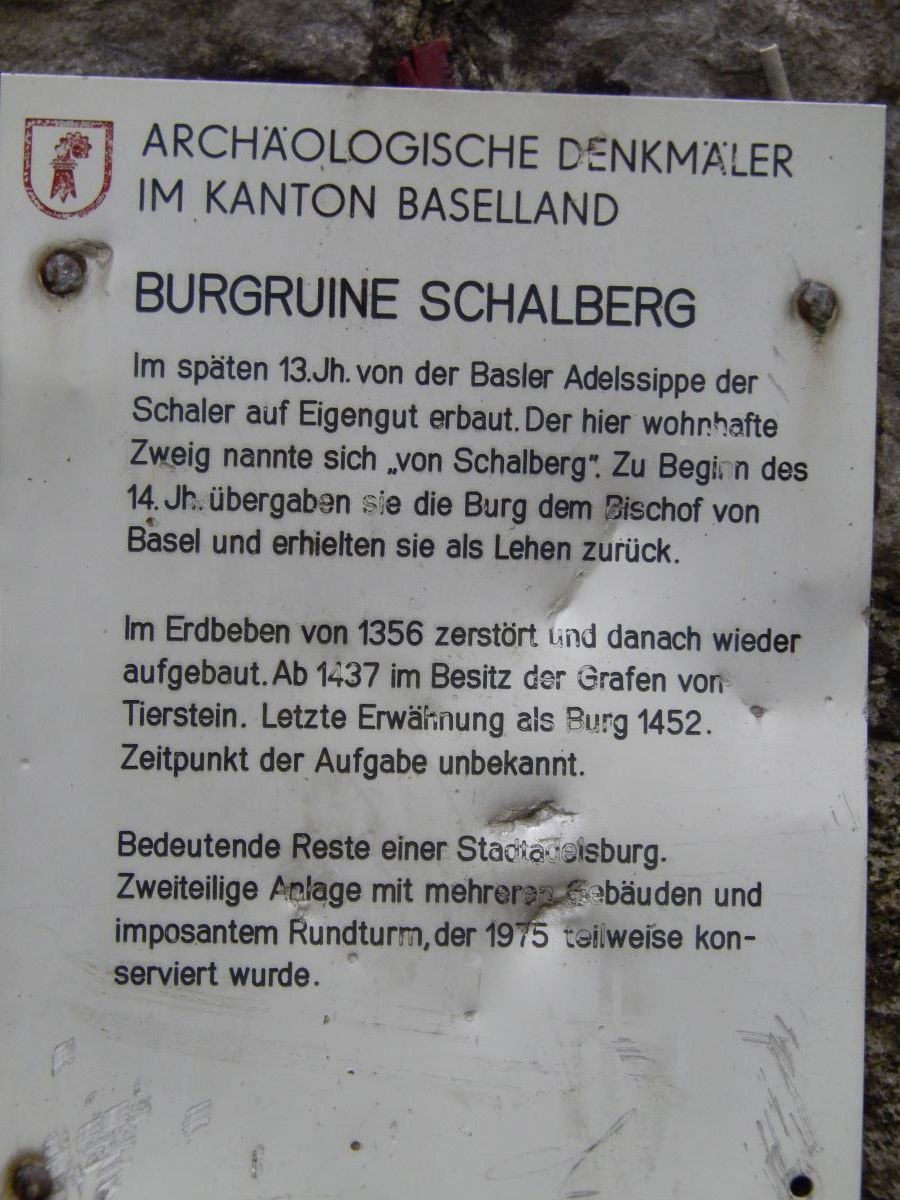 ARCHÄOLOGISCHE DENKMÄLER
IM KANTON BASELLAND
BURGRUINE SCHALBERG
Im späten 13.Jh. von der Basler Adelssippe der
Schaler auf Eigengut erbaut. Der hier wohnhafte
Zweig nannte sich „von Schalberg“. Zu Beginn des
14. Jh. übergaben sie die Burg dem Bischof von
Basel und erhielten sie als Lehen zurück.
Im Erdbeben von 1356 zerstört und danach wieder
aufgebaut. Ab 1437 im Besitz der Grafen von
Tierstein. Letzte Erwähnung als Burg 1452.
Zeitpunkt der Aufgabe unbekannt.
Bedeutende Reste einer Stadtadelsburg.
Zweiteilige Anlage mit mehreren Gebäuden und
imposantem Rundturm, der 1975 teilweise kon-
serviert wurde.